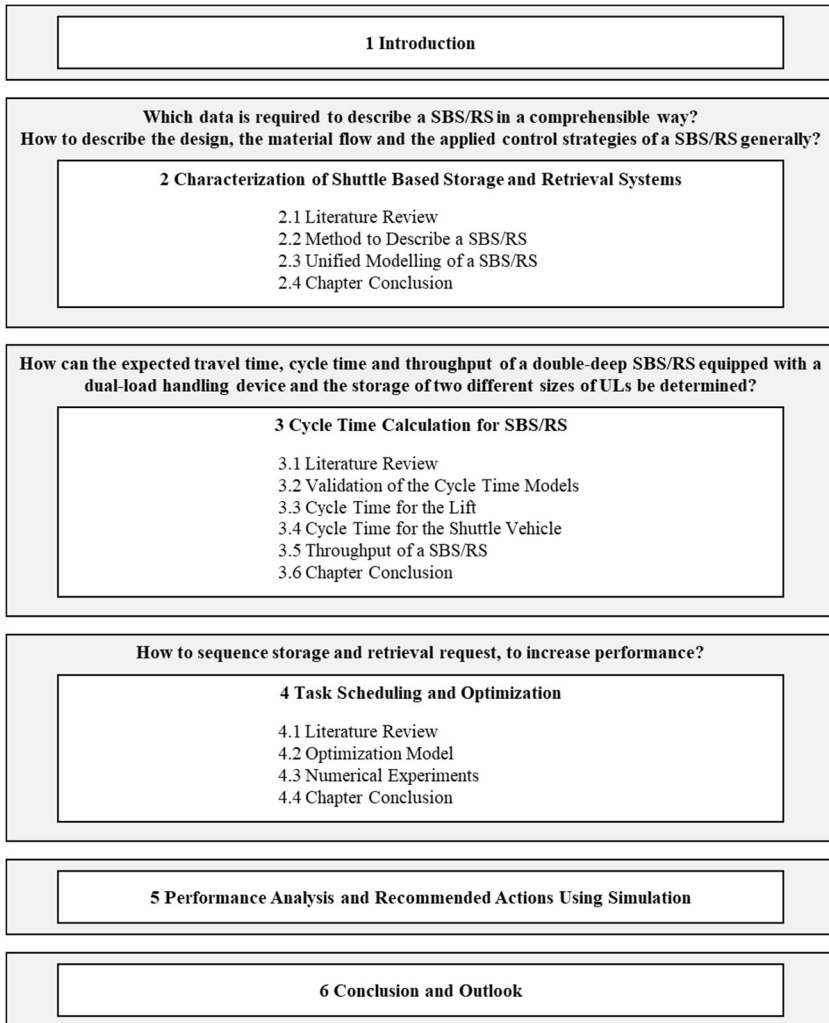 1 Introduction
Which data is required to describe a SBS/RS in a comprehensible way?
How to describe the design, the material flow and the applied control strategies of a SBS/RS generally?
2 Characterization of Shuttle Based Storage and Retrieval Systems
2.1 Literature Review
2.2 Method to Describe a SBS/RS
2.3 Unified Modelling of a SBS/RS
2.4 Chapter Conclusion
How can the expected travel time, cycle time and throughput of a double-deep SBS/RS equipped with a
dual-load handling device and the storage of two different sizes of ULs be determined?
3 Cycle Time Calculation for SBS/RS
3.1 Literature Review
3.2 Validation of the Cycle Time Models
3.3 Cycle Time for the Lift
3.4 Cycle Time for the Shuttle Vehicle
3.5 Throughput of a SBS/RS
3.6 Chapter Conclusion
How to sequence storage and retrieval request, to increase performance?
4 Task Scheduling and Optimization
4.1 Literature Review
4.2 Optimization Model
4.3 Numerical Experiments
4.4 Chapter Conclusion
5 Performance Analysis and Recommended Actions Using Simulation
6 Conclusion and Outlook